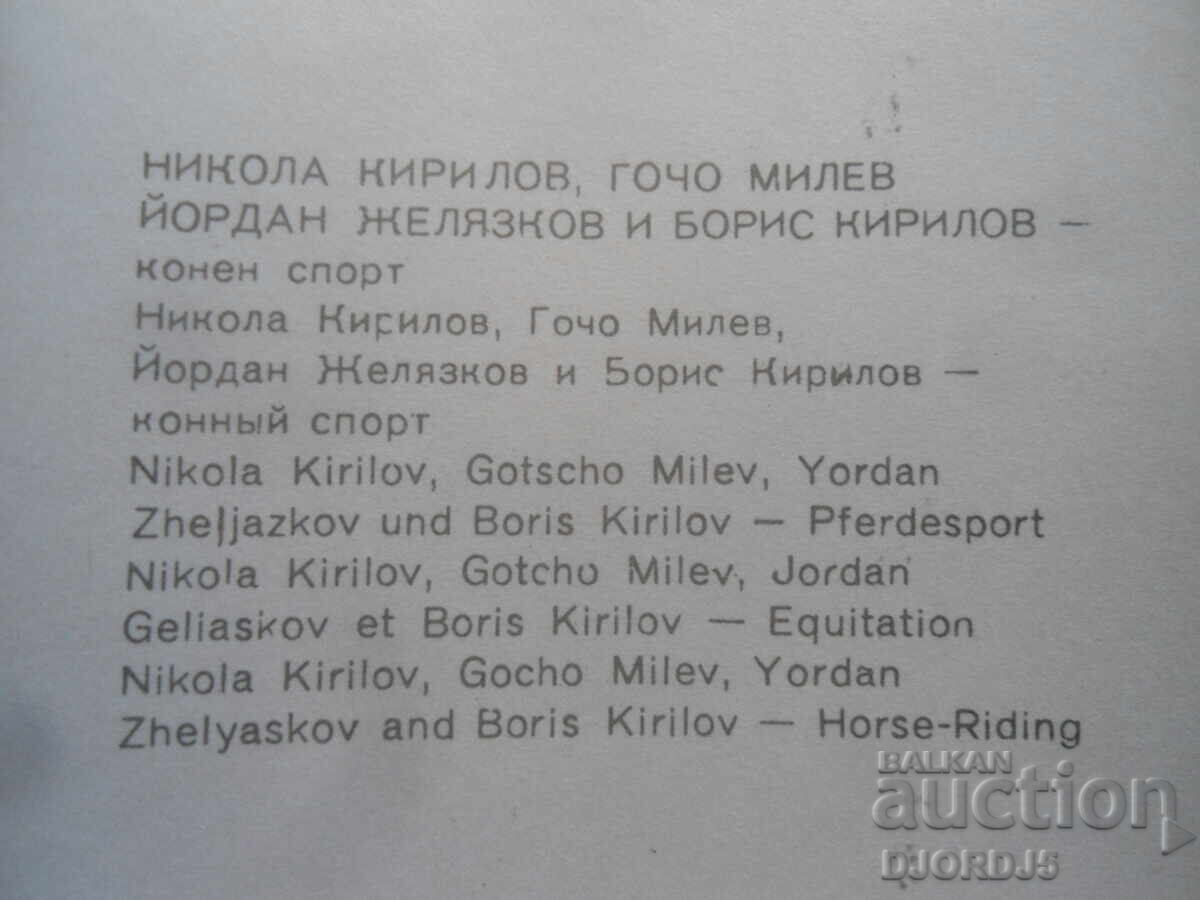 НИКОЛА КИРИЛОВ, ГОЧО МИЛЕВ
ЙОРДАН ЖЕЛЯЗКОВ И БОРИС КИРИЛОВ –
конен спорт
Никола Кирилов, Гочо Милев,
Йордан Желязков и Борис Кирилов –
конный спорт
Nikola Kirilov, Gotscho Milev, Yordan
Zheljjazkov und Boris Kirilov – Pferdesport
Nikola Kirilov, Gotcho Milev, Jordan
Geliaskov et Boris Kirilov – Equitation
Nikola Kirilov, Gocho Milev, Yordan
Zhelyaskov and Boris Kirilov – Horse-Riding
BALKAN
auction
DJORDJ5